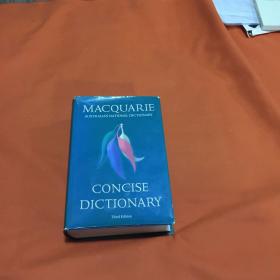 MACQUARIE
AUSTRALIA'S NATIONAL DICTIONARY
CONCISE
DICTIONARY
Third Edition